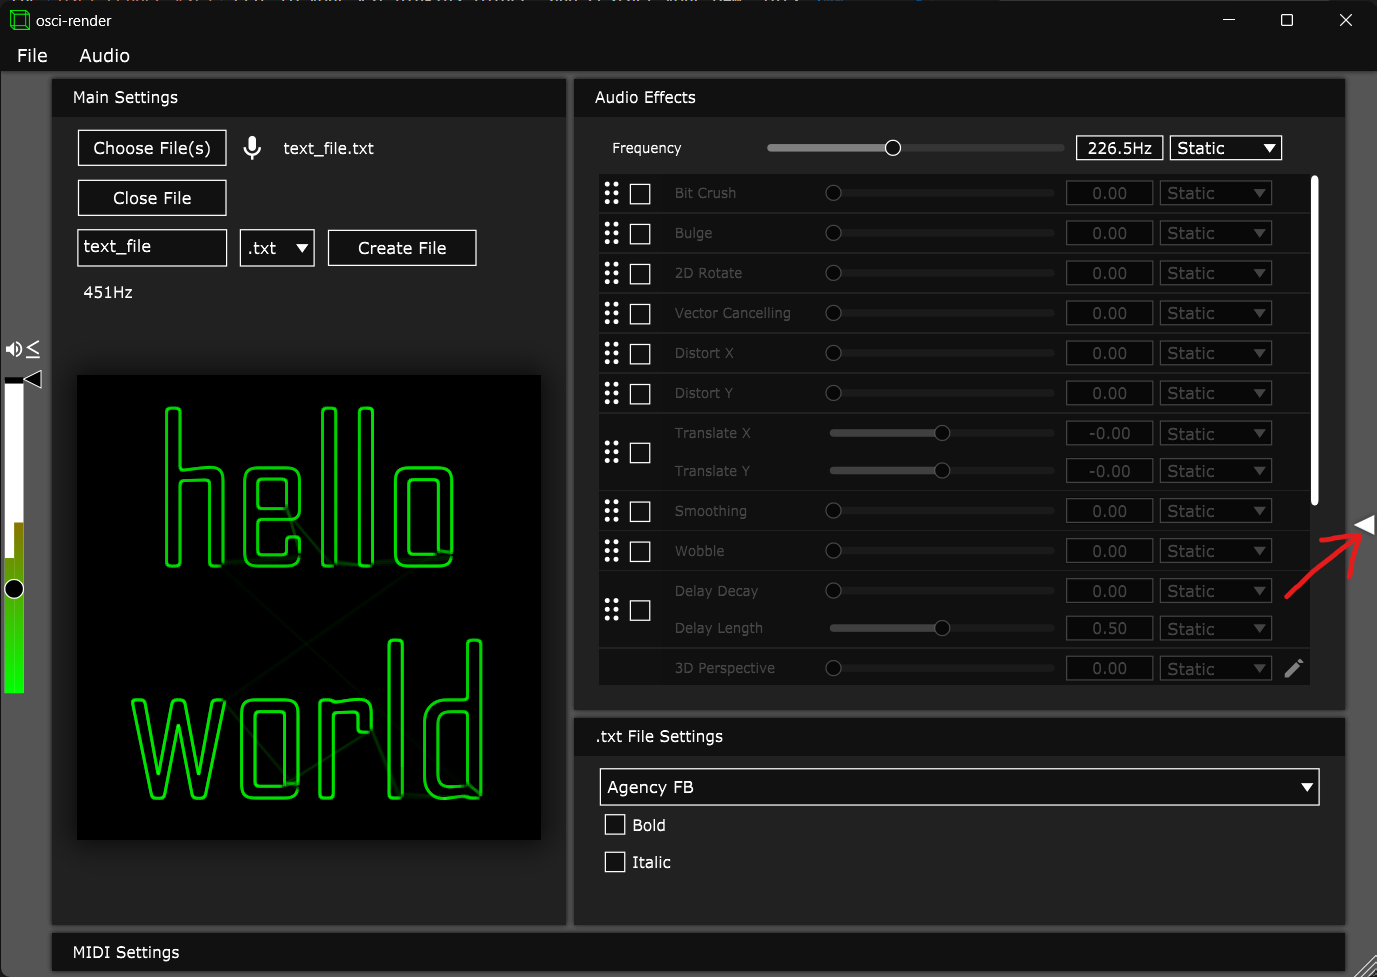 osci-render
File Audio
Main Settings
Choose File(s) text_file.txt
Close File
text_file .txt Create File
451Hz
hello
world
Audio Effects
Frequency 226.5Hz Static
Bit Crush 0.00 Static
Bulge 0.00 Static
2D Rotate 0.00 Static
Vector Cancelling 0.00 Static
Distort X 0.00 Static
Distort Y 0.00 Static
Translate X -0.00 Static
Translate Y -0.00 Static
Smoothing 0.00 Static
Wobble 0.00 Static
Delay Decay 0.00 Static
Delay Length 0.50 Static
3D Perspective 0.00 Static
.txt File Settings
Agency FB
Bold
Italic
MIDI Settings